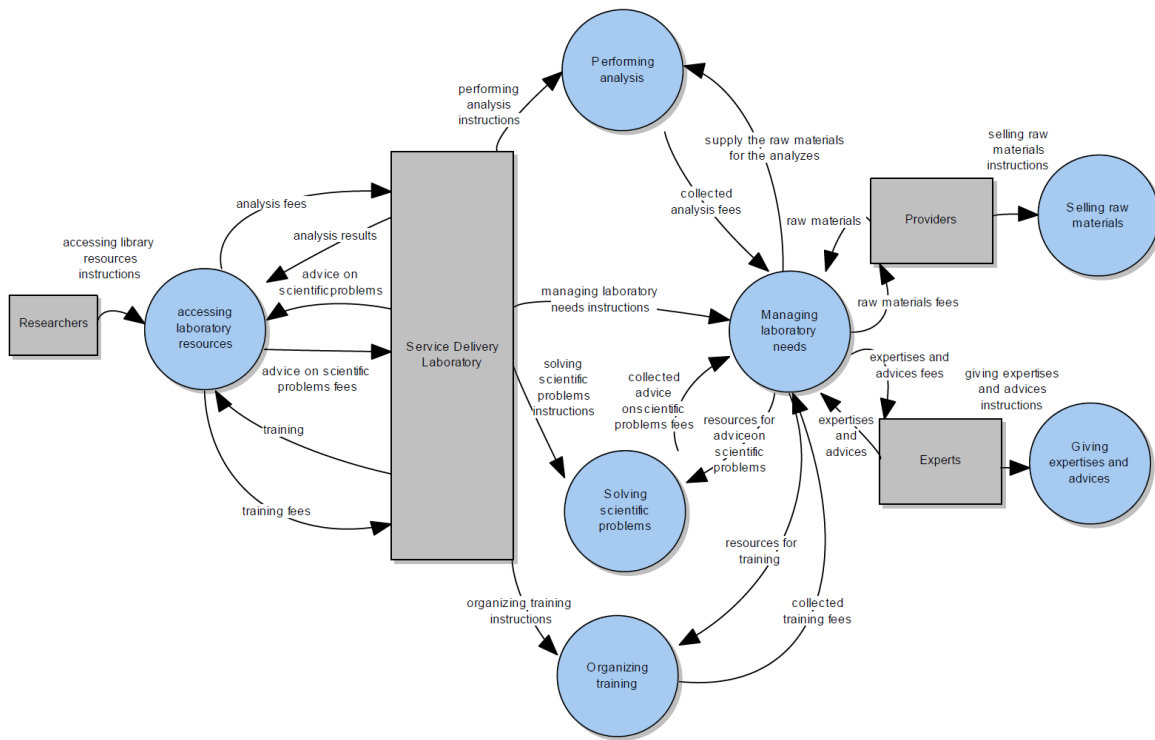 Performing
analysis
performing
analysis
instructions
supply the raw materials
for the analyzes
selling raw
materials
instructions
collected
analysis fees
analysis fees
raw materials
Providers
Selling raw
materials
analysis results
accessing library
resources
instructions
advice on
scientificproblems
managing laboratory
needs instructions
raw materials fees
Researchers
accessing
laboratory
resources
Service Delivery
Laboratory
Managing
laboratory
needs
advice on scientific
problems fees
solving
scientific
problems
instructions
collected
advice
onscientific
problems fees
expertises and
advices fees
giving expertises
and advices
instructions
training
resources for
adviceon
scientific
problems
expertises
and
advices
Experts
Giving
expertises and
advices
training fees
Solving
scientific
problems
resources for
training
organizing training
instructions
collected
training fees
Organizing
training